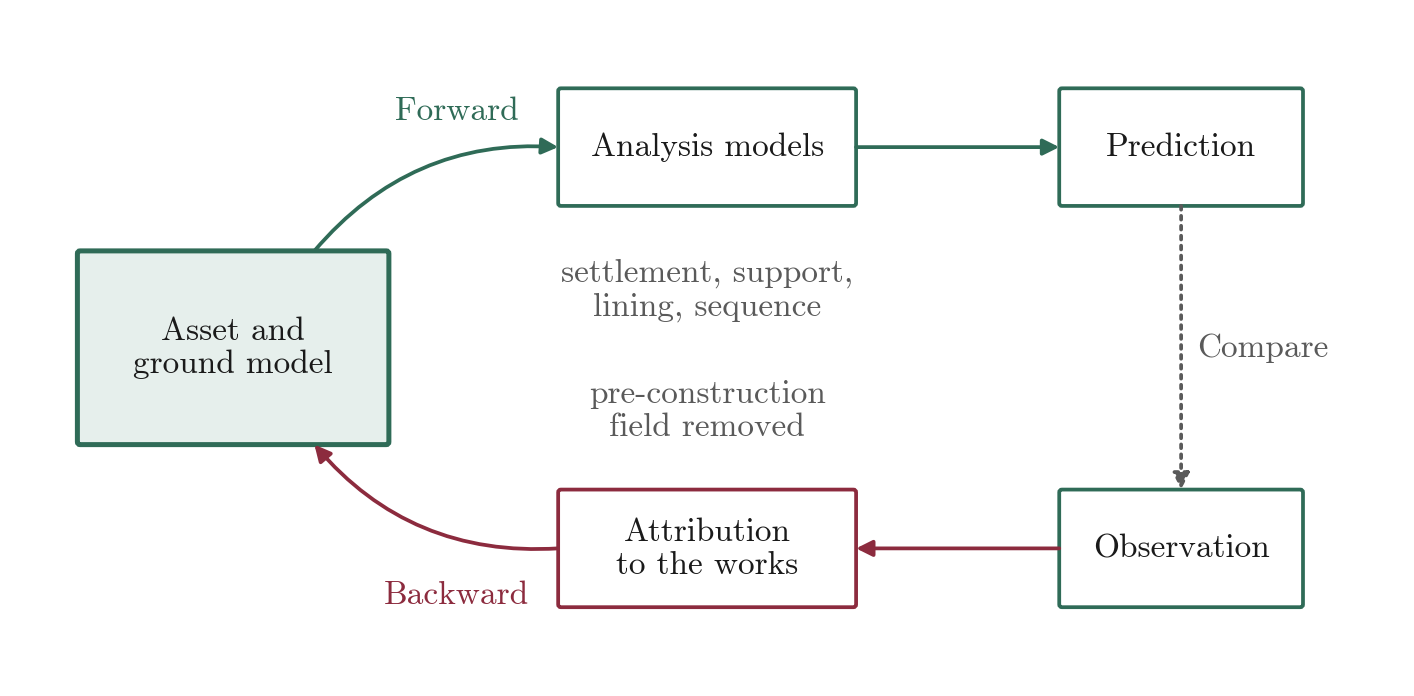 Forward
Analysis models
Prediction
settlement, support,
lining, sequence
Asset and
ground model
Compare
pre-construction
field removed
Attribution
to the works
Observation
Backward